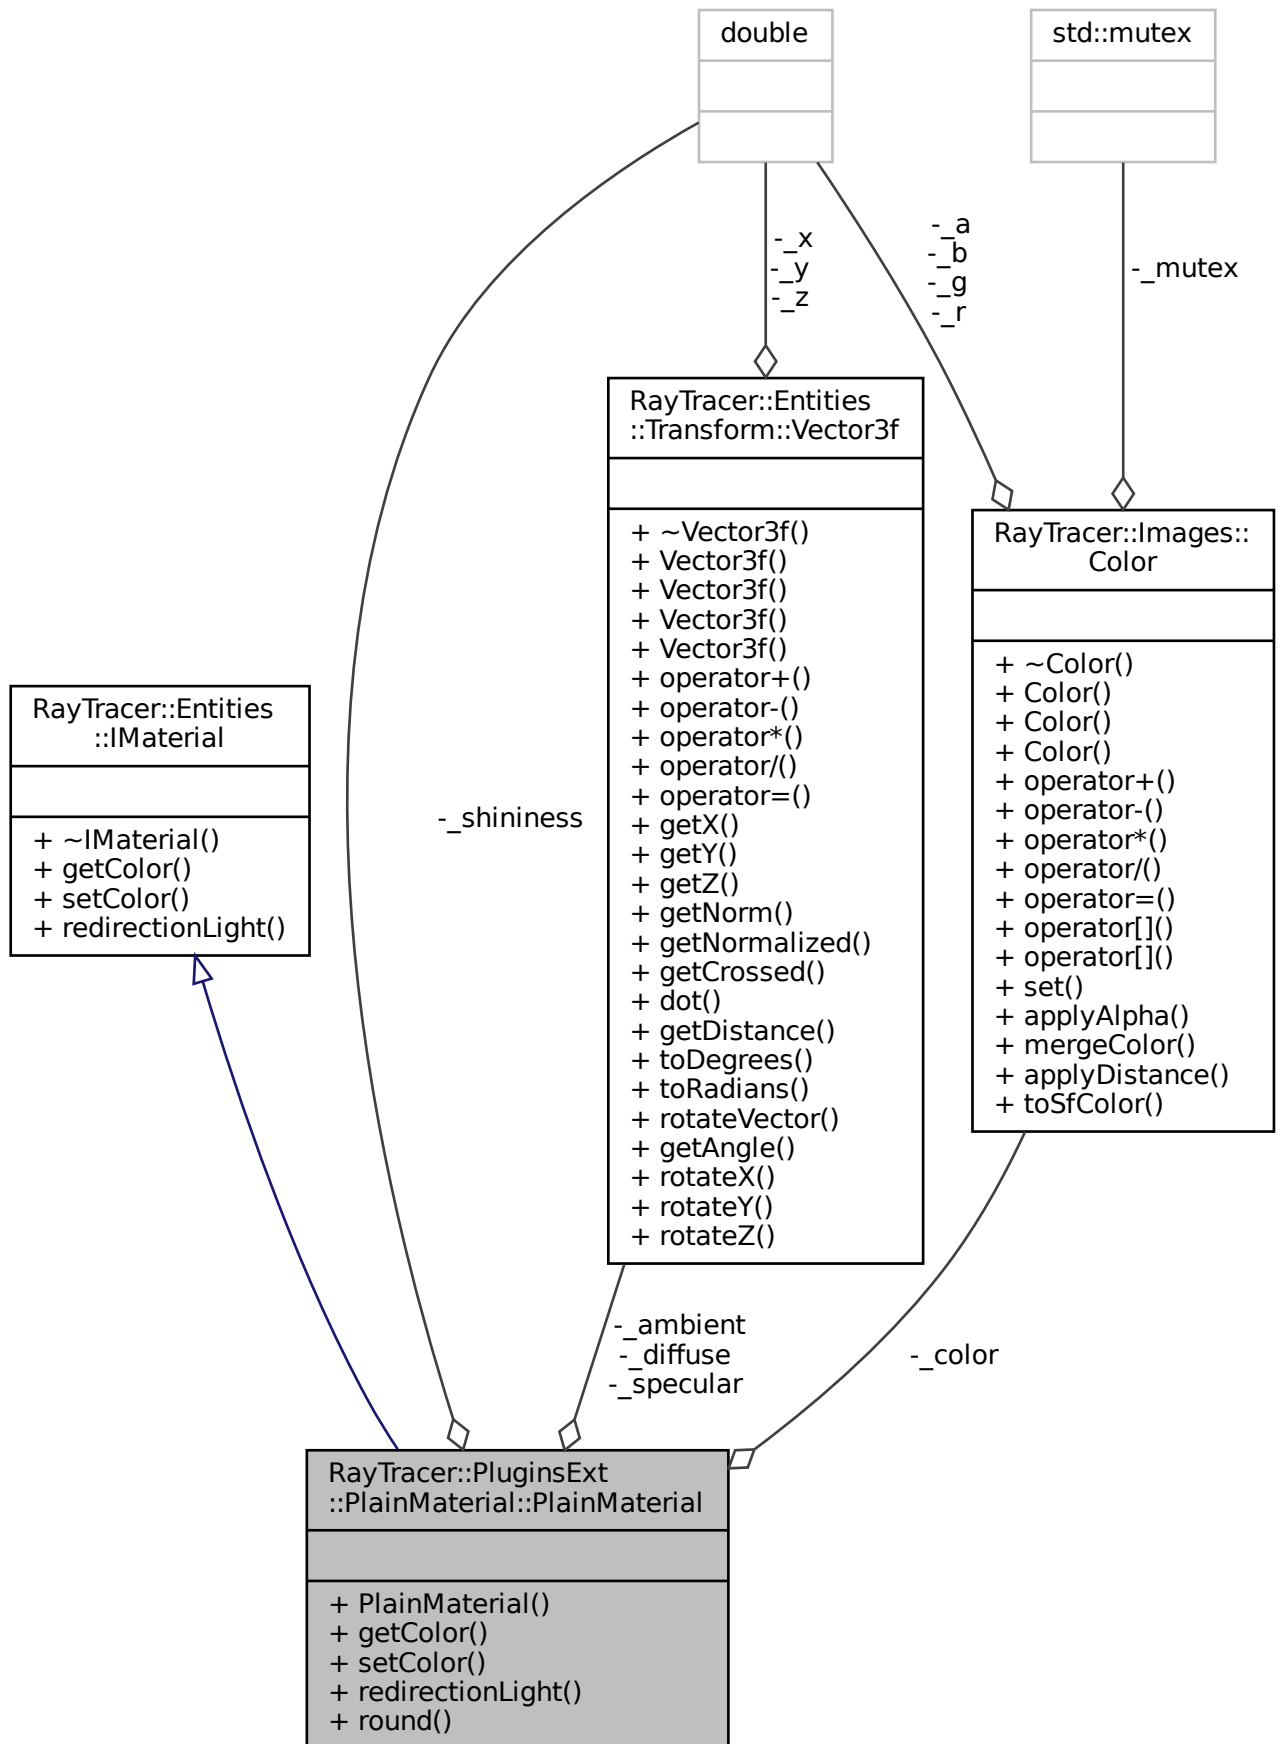 double
std::mutex
-_x
-_y
-_z
-_a
-_b
-_g
-_r
-_mutex
RayTracer::Entities
::Transform::Vector3f
+ ~Vector3f()
+ Vector3f()
+ Vector3f()
+ Vector3f()
+ Vector3f()
+ operator+()
+ operator-()
+ operator*()
+ operator/()
+ operator=()
+ getX()
+ getY()
+ getZ()
+ getNorm()
+ getNormalized()
+ getCrossed()
+ dot()
+ getDistance()
+ toDegrees()
+ toRadians()
+ rotateVector()
+ getAngle()
+ rotateX()
+ rotateY()
+ rotateZ()
RayTracer::Images::
Color
+ ~Color()
+ Color()
+ Color()
+ Color()
+ operator+()
+ operator-()
+ operator*()
+ operator/()
+ operator=()
+ operator[]()
+ operator[]()
+ set()
+ applyAlpha()
+ mergeColor()
+ applyDistance()
+ toSfColor()
RayTracer::Entities
::IMaterial
+ ~IMaterial()
+ getColor()
+ setColor()
+ redirectionLight()
-_shininess
-_ambient
-_diffuse
-_specular
-_color
RayTracer::PluginsExt
::PlainMaterial::PlainMaterial
+ PlainMaterial()
+ getColor()
+ setColor()
+ redirectionLight()
+ round()